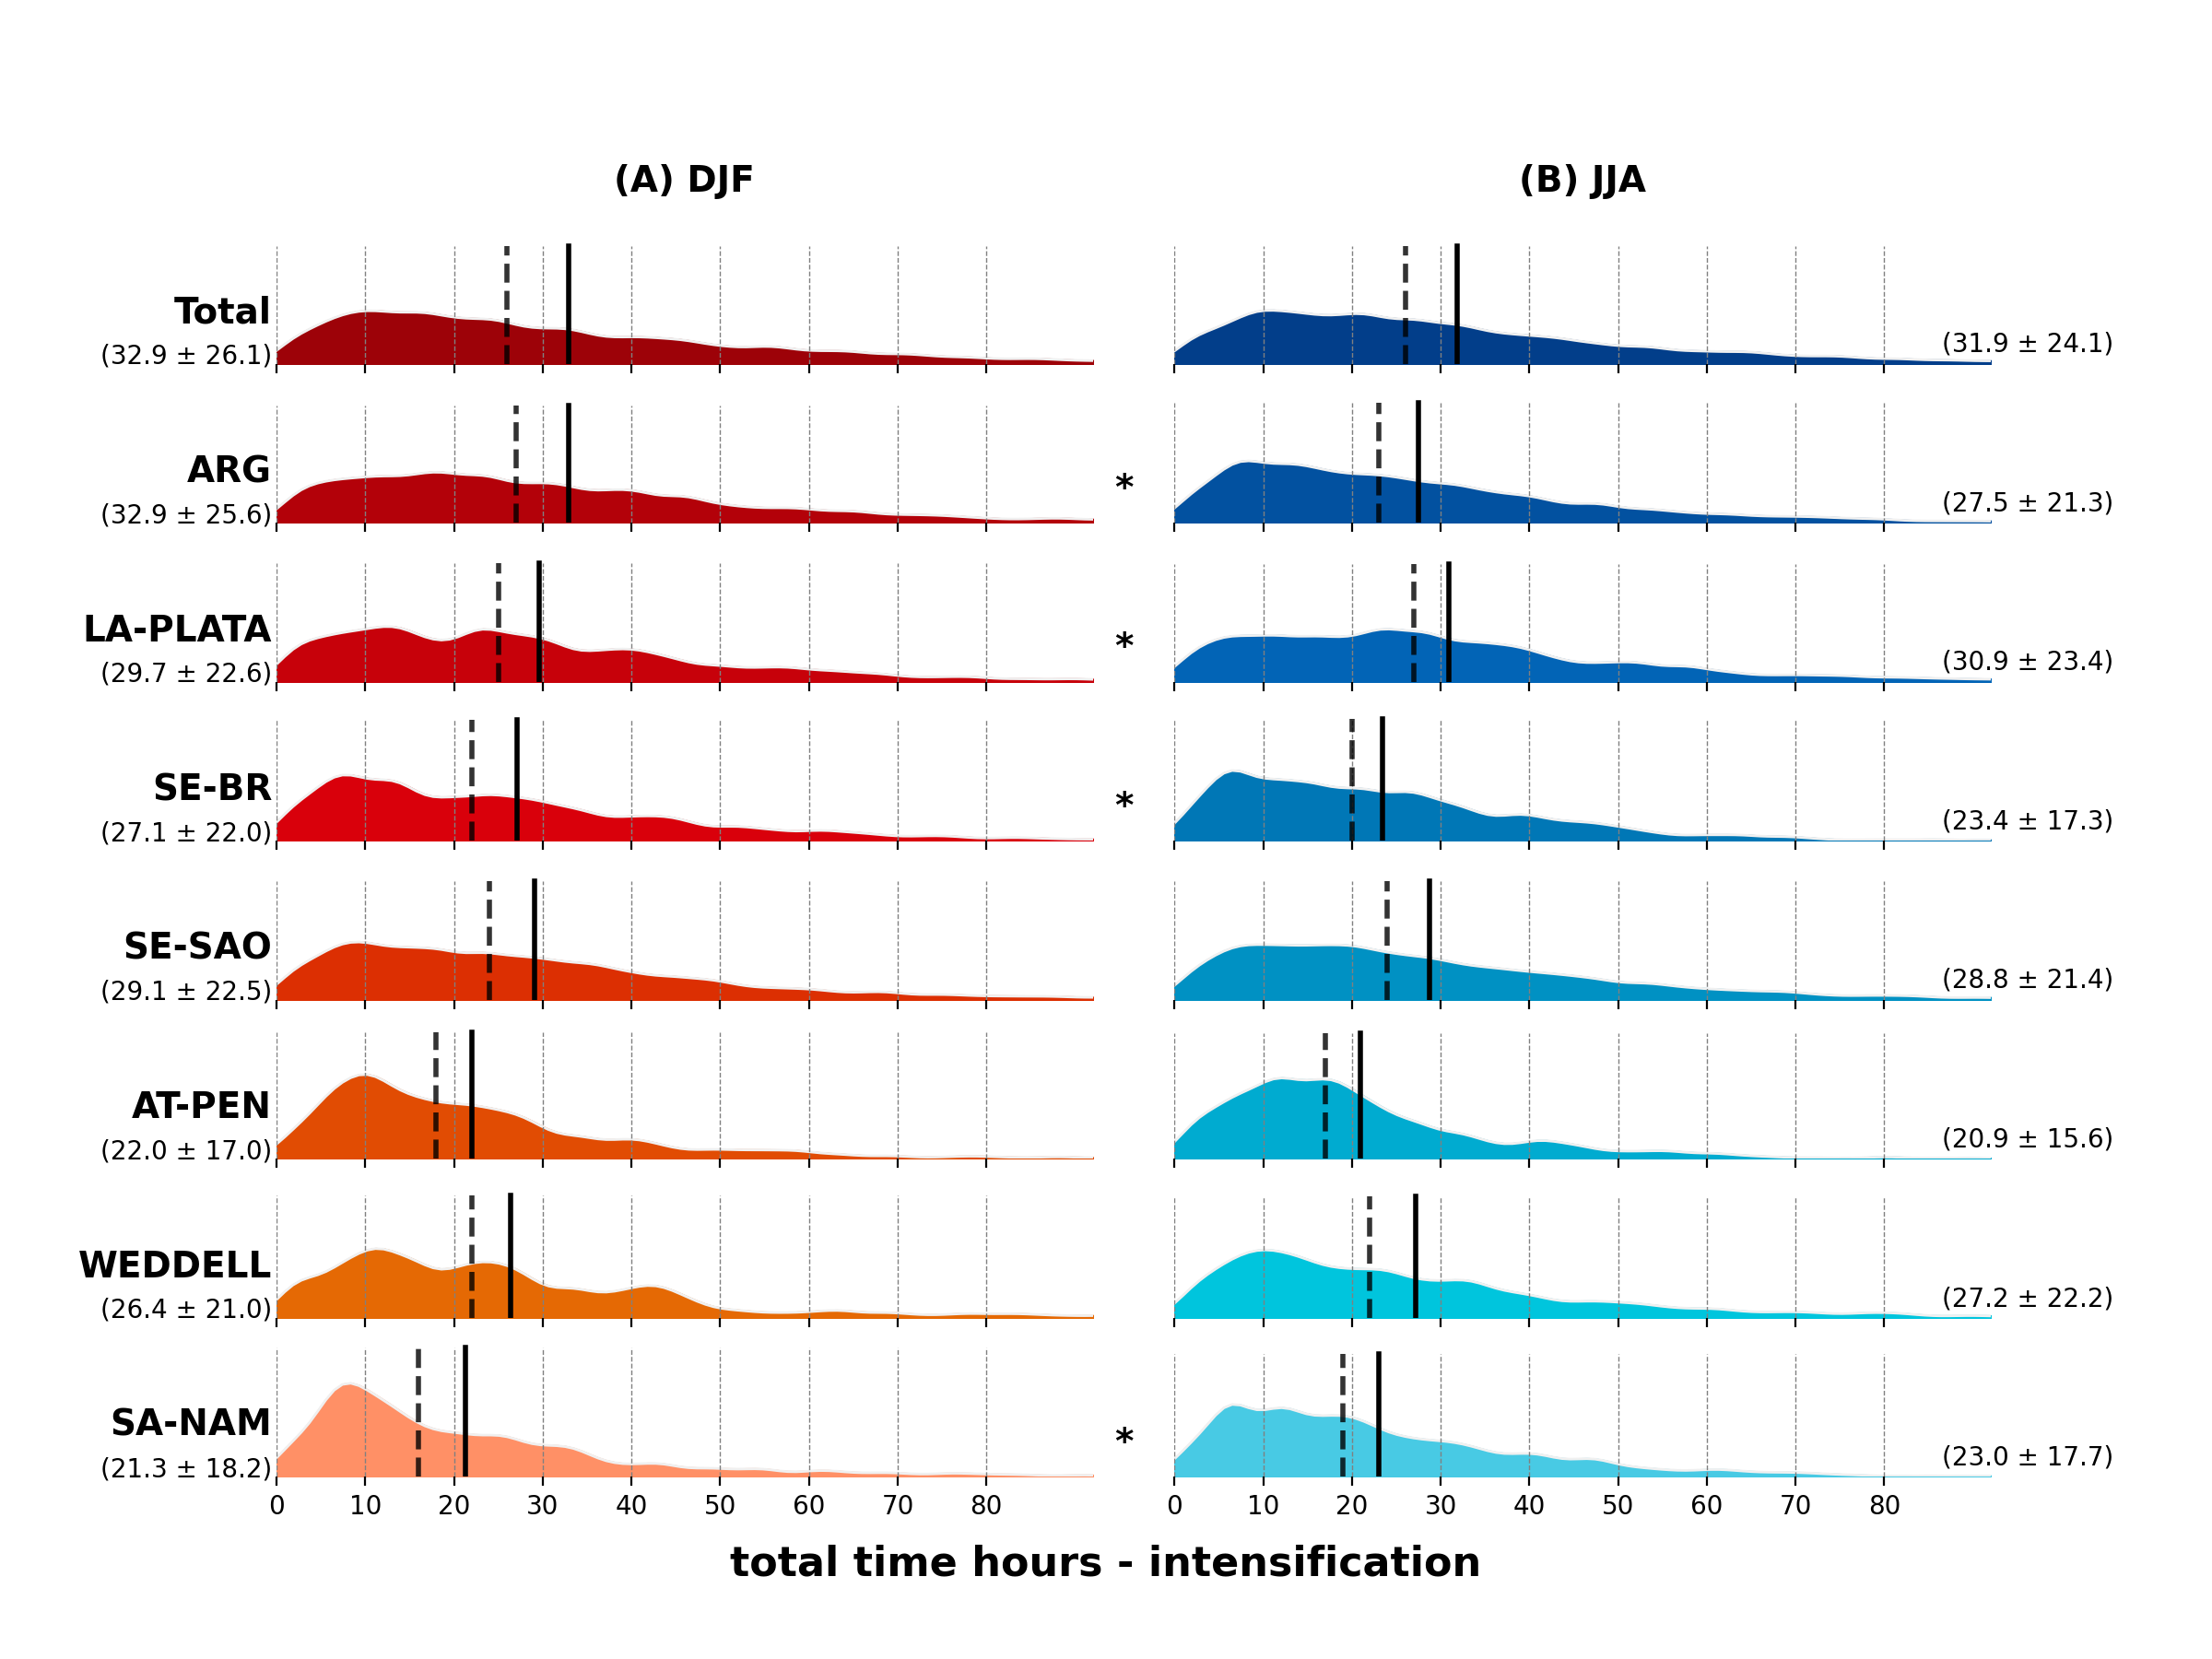 (A) DJF
(B) JJA
Total
(32.9 ± 26.1)
(31.9 ± 24.1)
ARG
(32.9 ± 25.6)
*
(27.5 ± 21.3)
LA-PLATA
(29.7 ± 22.6)
*
(30.9 ± 23.4)
SE-BR
(27.1 ± 22.0)
*
(23.4 ± 17.3)
SE-SAO
(29.1 ± 22.5)
(28.8 ± 21.4)
AT-PEN
(22.0 ± 17.0)
(20.9 ± 15.6)
WEDDELL
(26.4 ± 21.0)
(27.2 ± 22.2)
SA-NAM
(21.3 ± 18.2)
*
(23.0 ± 17.7)
0 10 20 30 40 50 60 70 80
0 10 20 30 40 50 60 70 80
total time hours - intensification